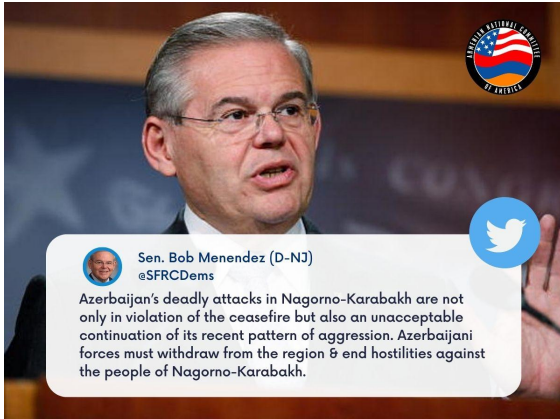 ARMENIAN NATIONAL COMMITTEE
OF AMERICA
Sen. Bob Menendez (D-NJ)
@SFRCDems
Azerbaijan's deadly attacks in Nagorno-Karabakh are not
only in violation of the ceasefire but also an unacceptable
continuation of its recent pattern of aggression. Azerbaijani
forces must withdraw from the region & end hostilities against
the people of Nagorno-Karabakh.